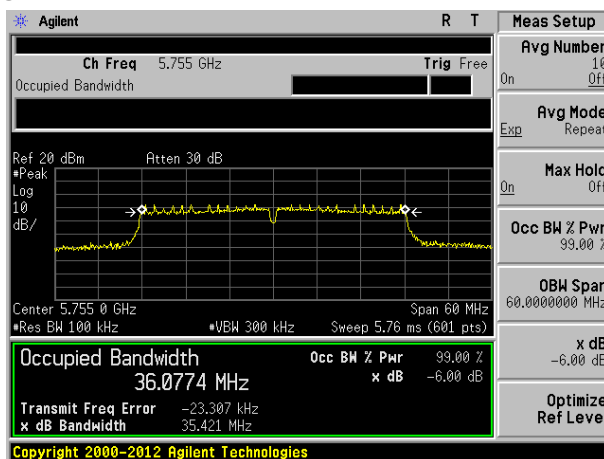 Agilent R T
Ch Freq 5.755 GHz Trig Free
Occupied Bandwidth
Ref 20 dBm Atten 30 dB
#Peak
Log
10
dB/
Center 5.755 0 GHz Span 60 MHz
#Res BW 100 kHz #VBW 300 kHz Sweep 5.76 ms (601 pts)
Occupied Bandwidth Occ BW % Pwr 99.00 %
36.0774 MHz x dB -6.00 dB
Transmit Freq Error -23.307 kHz
x dB Bandwidth 35.421 MHz
Copyright 2000-2012 Agilent Technologies
Meas Setup
Avg Number
10
On Off
Avg Mode
Exp Repeat
Max Hold
On Off
Occ BW % Pwr
99.00 %
OBW Span
60.0000000 MHz
x dB
-6.00 dB
Optimize
Ref Level